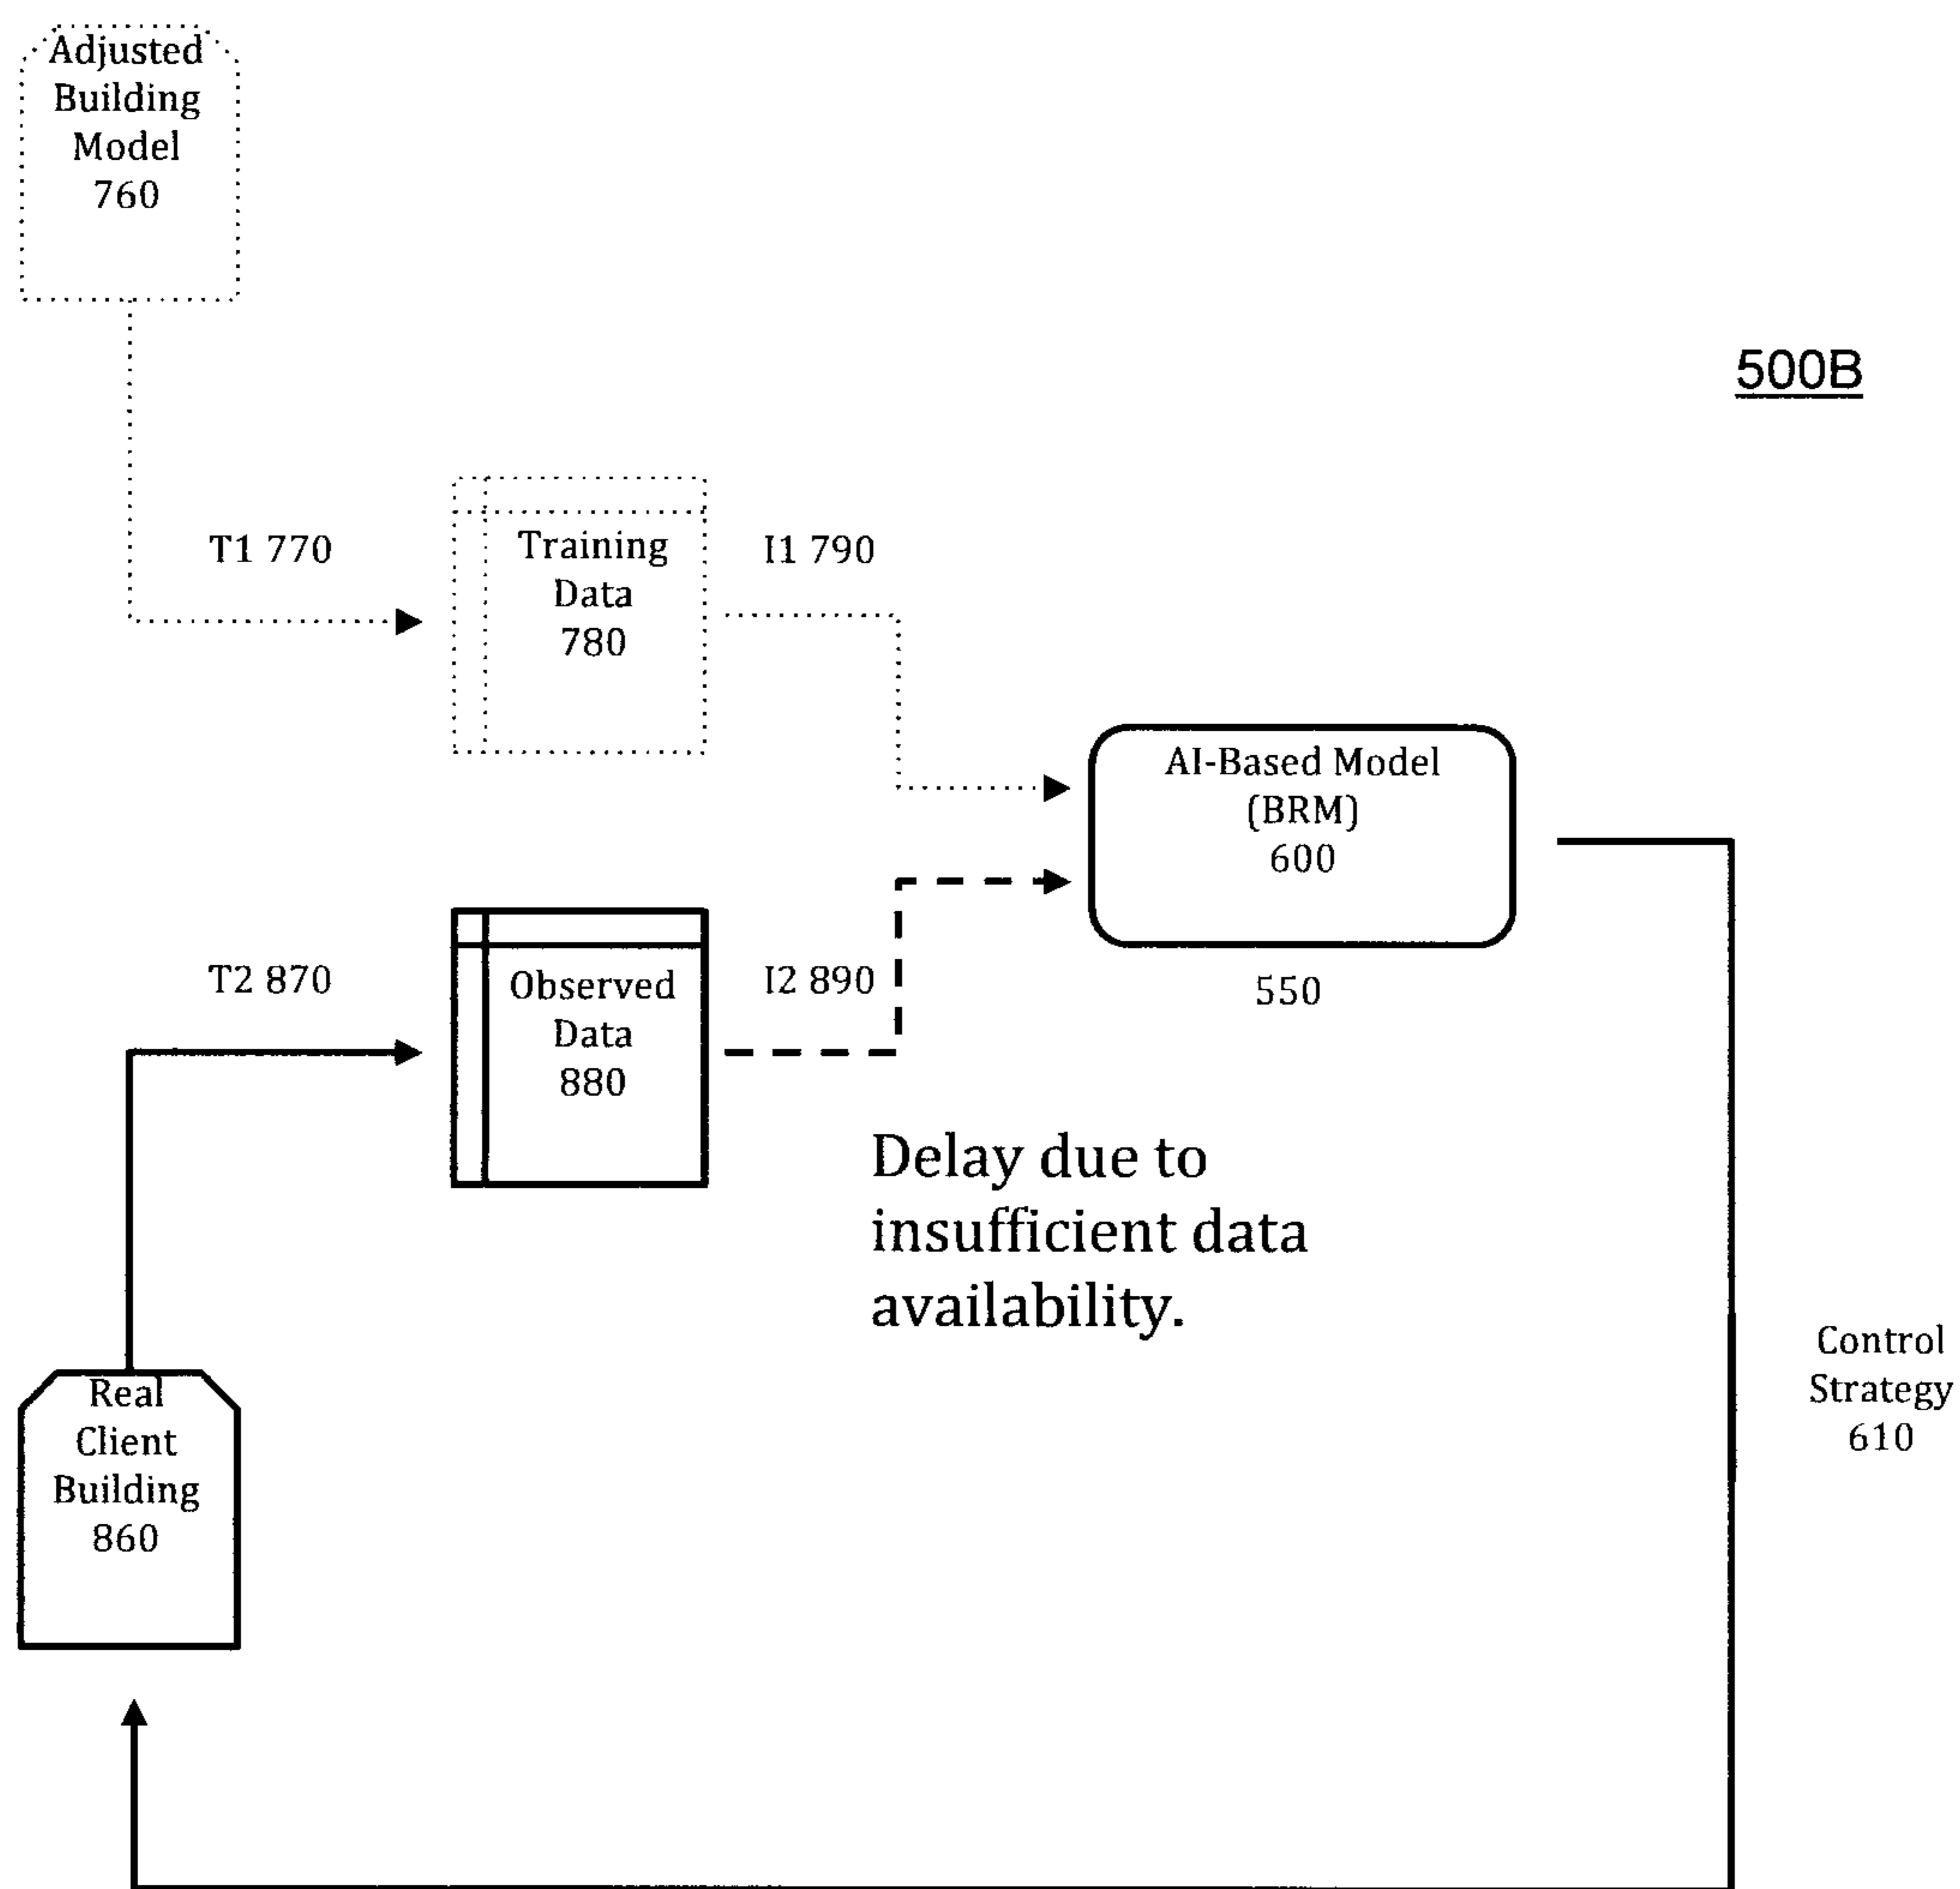 Adjusted
Building
Model
760
500B
T1 770
Training
Data
780
I1 790
AI-Based Model
(BRM)
600
550
T2 870
Observed
Data
880
I2 890
Delay due to
insufficient data
availability.
Real
Client
Building
860
Control
Strategy
610